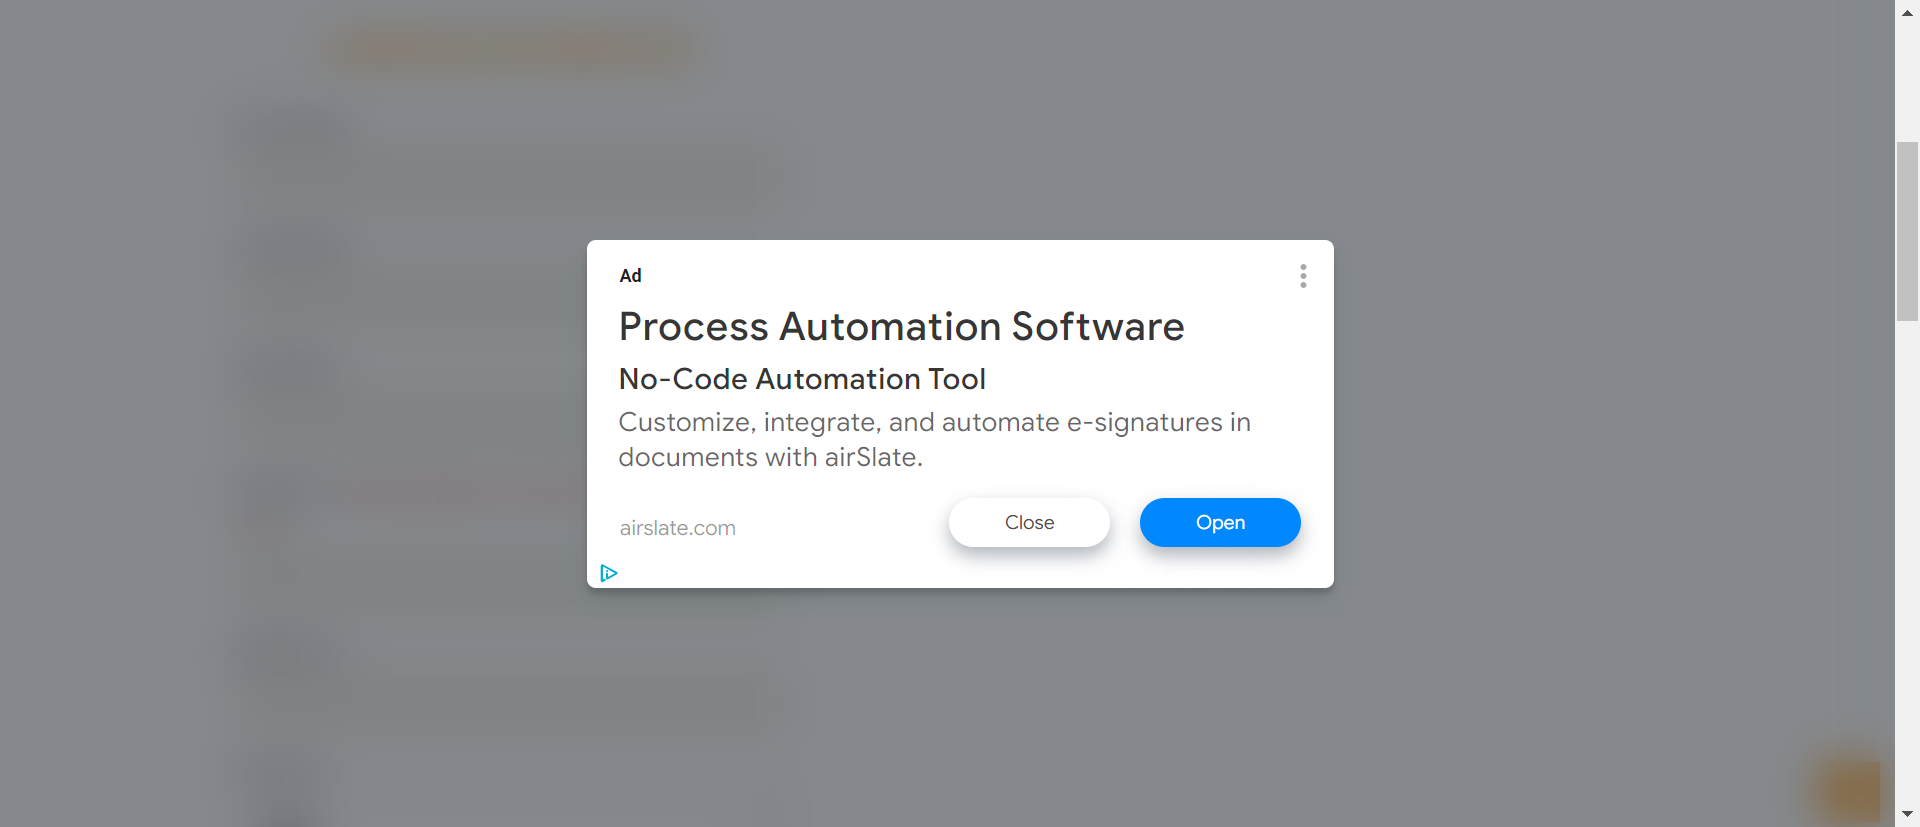 Ad
Process Automation Software
No-Code Automation Tool
Customize, integrate, and automate e-signatures in
documents with airSlate.
airslate.com
Close
Open